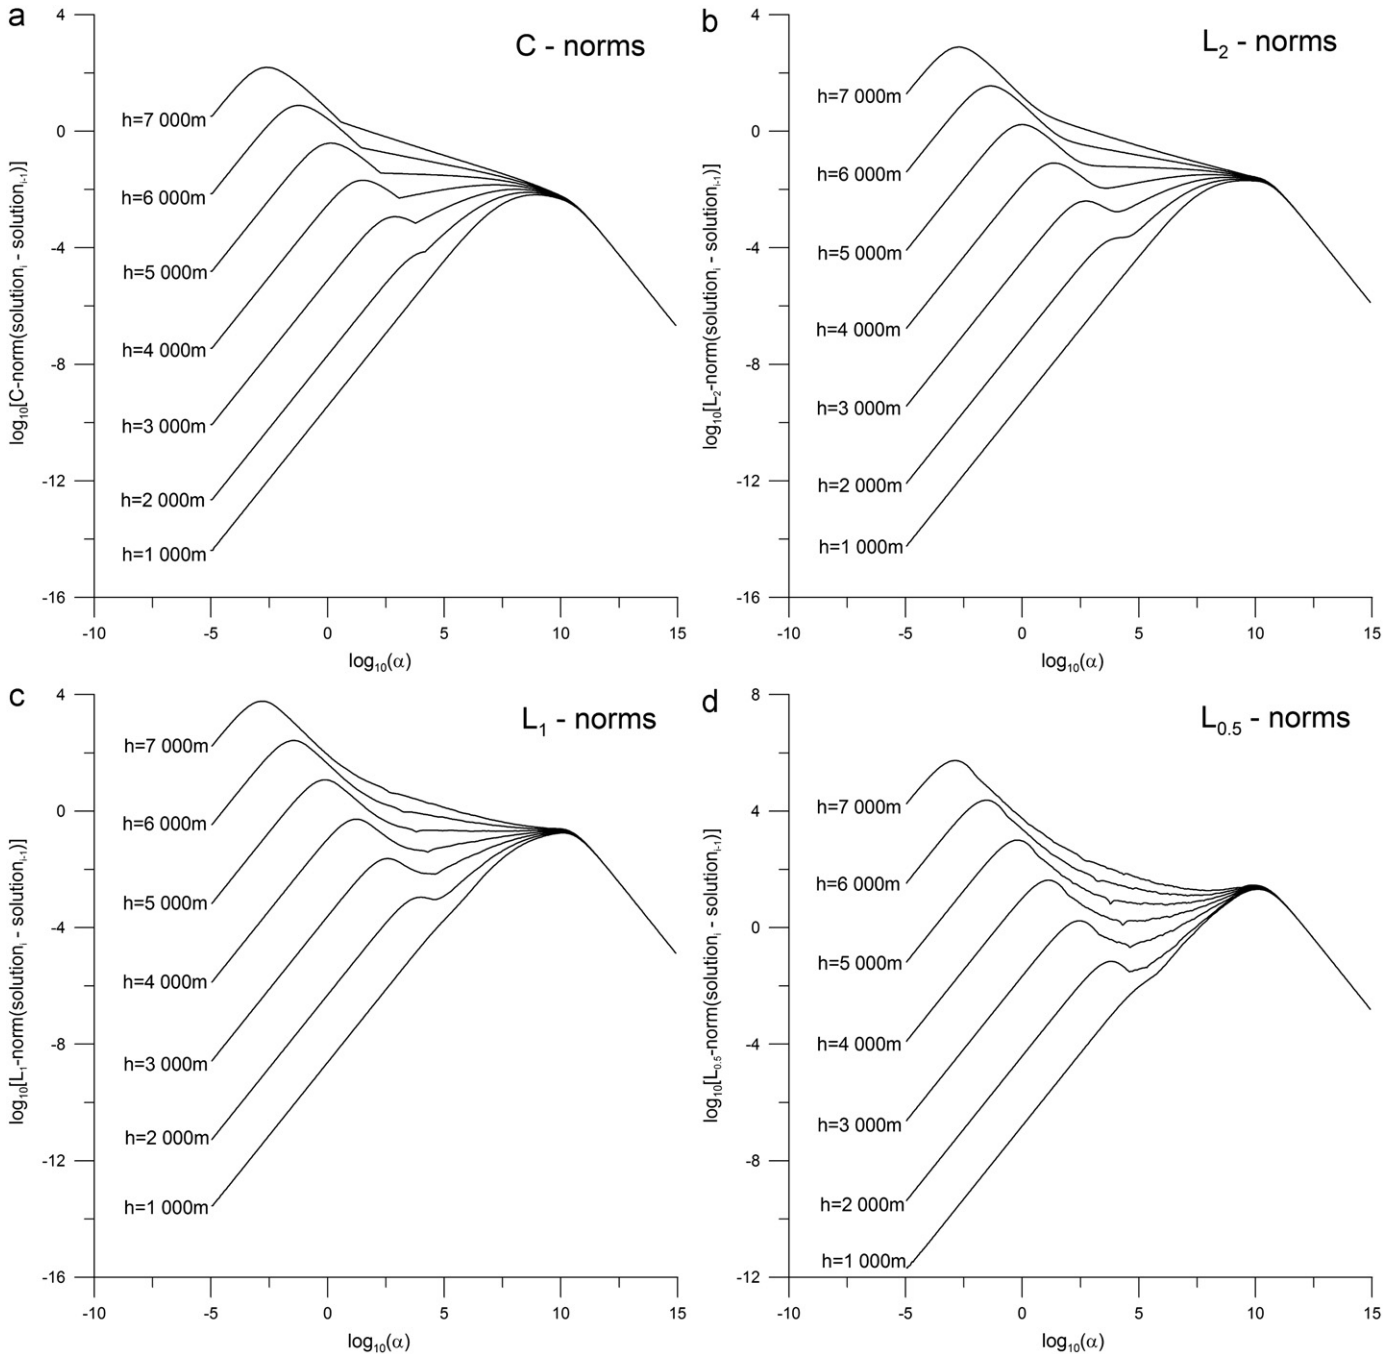 a
C - norms
4
0
-4
-8
-12
-16
-10
-5
0
5
10
15
log10(α)
log10[C-norm(solutioni - solutioni-1)]
h=7 000m
h=6 000m
h=5 000m
h=4 000m
h=3 000m
h=2 000m
h=1 000m
b
L2 - norms
4
0
-4
-8
-12
-16
-10
-5
0
5
10
15
log10(α)
log10[L2-norm(solutioni - solutioni-1)]
h=7 000m
h=6 000m
h=5 000m
h=4 000m
h=3 000m
h=2 000m
h=1 000m
c
L1 - norms
4
0
-4
-8
-12
-16
-10
-5
0
5
10
15
log10(α)
log10[L1-norm(solutioni - solutioni-1)]
h=7 000m
h=6 000m
h=5 000m
h=4 000m
h=3 000m
h=2 000m
h=1 000m
d
L0.5 - norms
8
4
0
-4
-8
-12
-10
-5
0
5
10
15
log10(α)
log10[L0.5-norm(solutioni - solutioni-1)]
h=7 000m
h=6 000m
h=5 000m
h=4 000m
h=3 000m
h=2 000m
h=1 000m